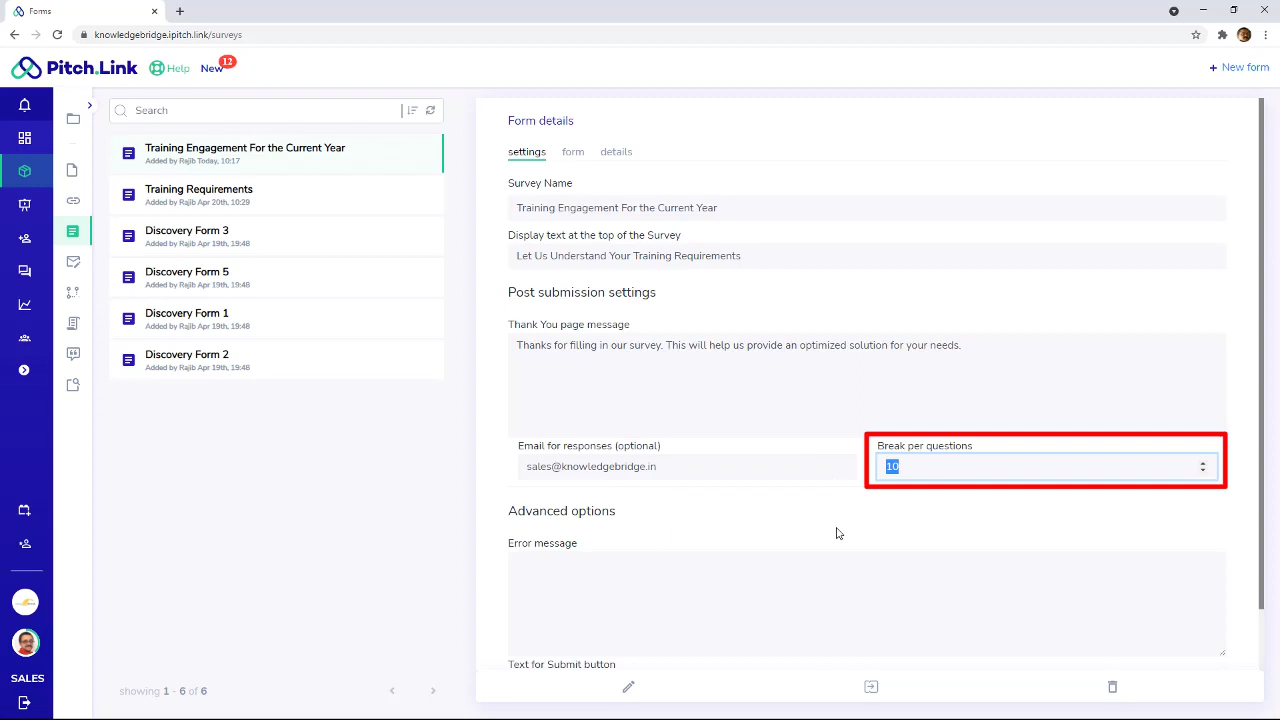 Forms
knowledgebridge.ipitch.link/surveys
Pitch.Link
Help
New
12
+ New form
Search
Training Engagement For the Current Year
Added by Rajib Today, 10:17
Training Requirements
Added by Rajib Apr 20th, 10:29
Discovery Form 3
Added by Rajib Apr 19th, 19:48
Discovery Form 5
Added by Rajib Apr 19th, 19:48
Discovery Form 1
Added by Rajib Apr 19th, 19:48
Discovery Form 2
Added by Rajib Apr 19th, 19:48
showing 1 - 6 of 6
SALES
Form details
settings form details
Survey Name
Training Engagement For the Current Year
Display text at the top of the Survey
Let Us Understand Your Training Requirements
Post submission settings
Thank You page message
Thanks for filling in our survey. This will help us provide an optimized solution for your needs.
Email for responses (optional)
sales@knowledgebridge.in
Break per questions
10
Advanced options
Error message
Text for Submit button